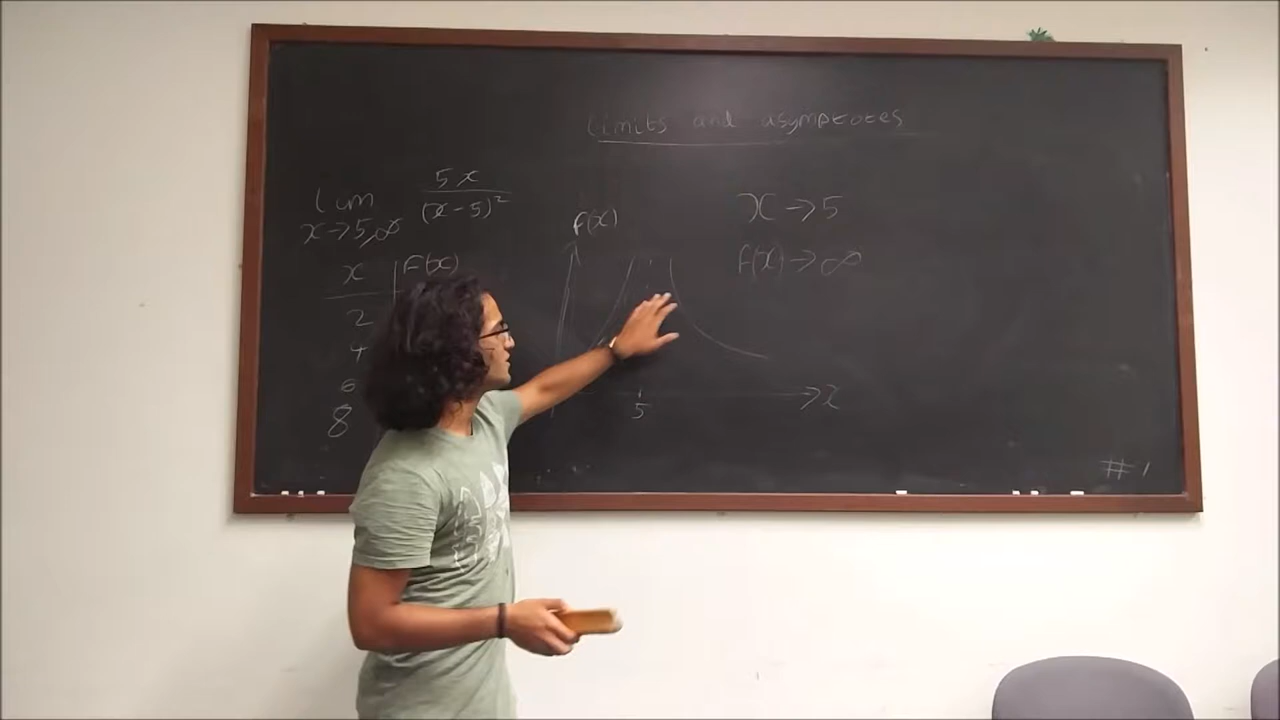 Limits and asymptotes
lim x→5,∞ 5x/(x-5)²
x | F(x)
2
4
6
8
F(x)
5
x
x→5
f(x)→∞
#1